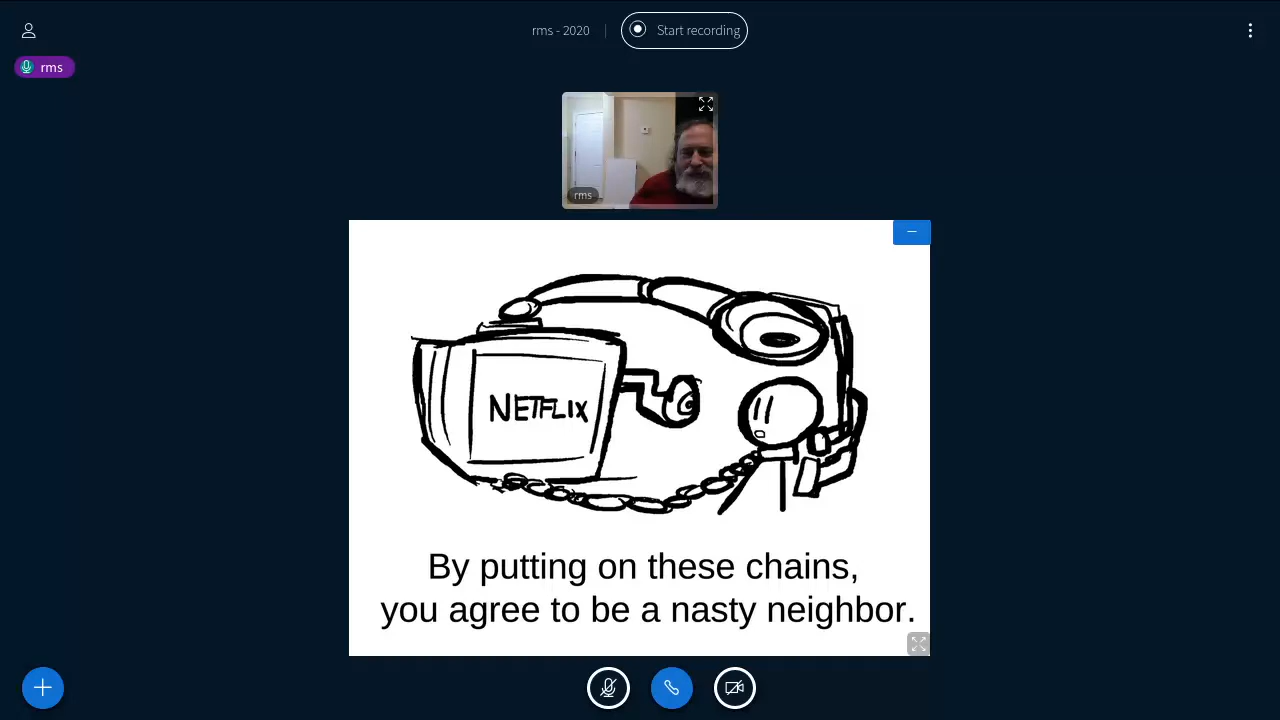 rms - 2020
Start recording
rms
rms
NETFLIX
By putting on these chains,
you agree to be a nasty neighbor.